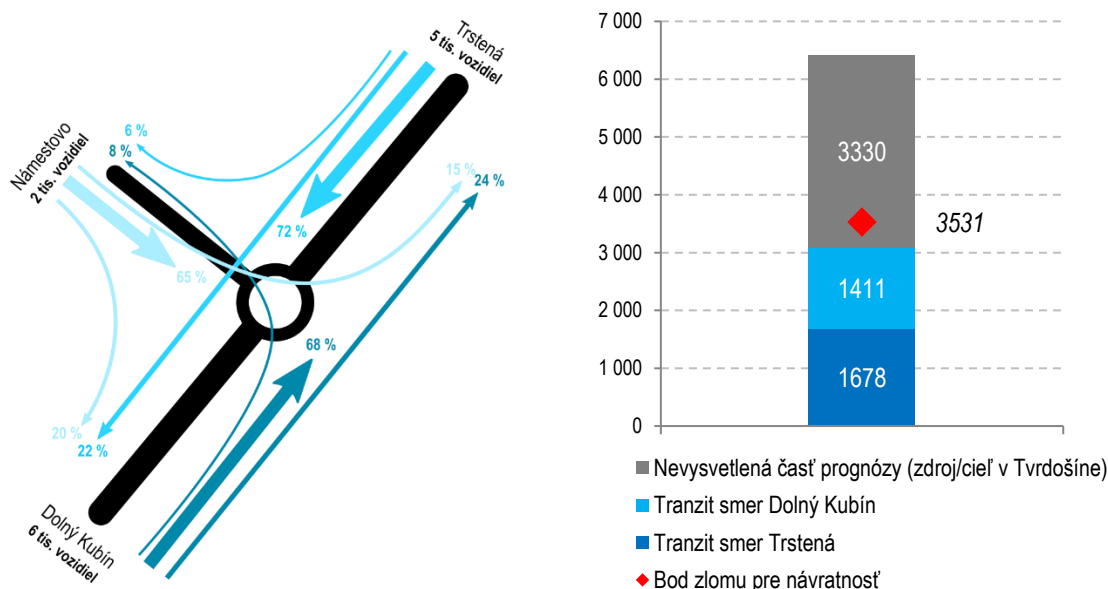 Trstená
5 tis. vozidiel
6 %
8 %
Námestovo
2 tis. vozidiel
15 %
24 %
72 %
65 %
68 %
20 %
22 %
Dolný Kubín
6 tis. vozidiel
7 000
6 000
5 000
4 000
3 000
2 000
1 000
0
3330
3531
1411
1678
Nevysvetlená časť prognózy (zdroj/cieľ v Tvrdošíne)
Tranzit smer Dolný Kubín
Tranzit smer Trstená
Bod zlomu pre návratnosť